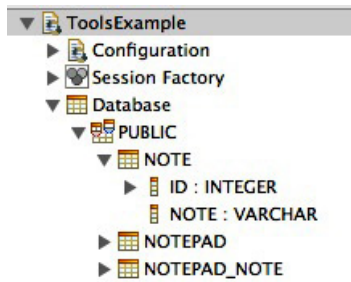 ToolsExample
Configuration
Session Factory
Database
PUBLIC
NOTE
ID : INTEGER
NOTE : VARCHAR
NOTEPAD
NOTEPAD_NOTE